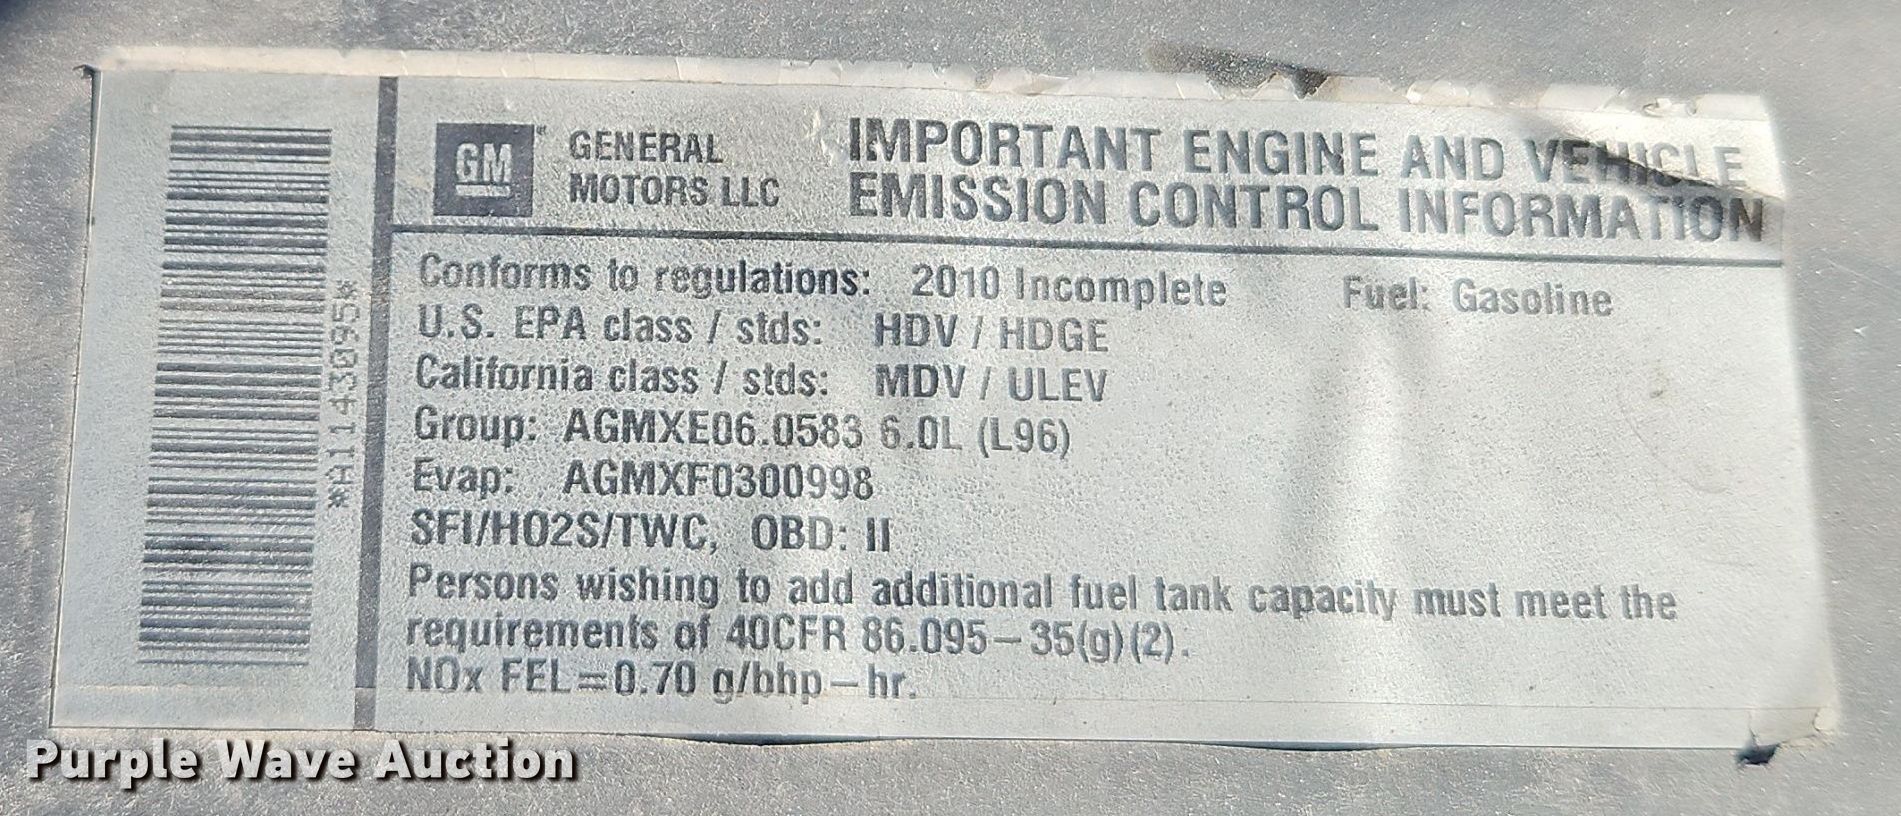 GM GENERAL MOTORS LLC
IMPORTANT ENGINE AND VEHICLE
EMISSION CONTROL INFORMATION
*A11430095*
Conforms to regulations: 2010 Incomplete Fuel: Gasoline
U.S. EPA class / stds: HDV / HDGE
California class / stds: MDV / ULEV
Group: AGMXE06.0583 6.0L (L96)
Evap: AGMXF0300998
SFI/HO2S/TWC, OBD: II
Persons wishing to add additional fuel tank capacity must meet the
requirements of 40CFR 86.095-35(g)(2).
NOx FEL=0.70 g/bhp-hr.
Purple Wave Auction